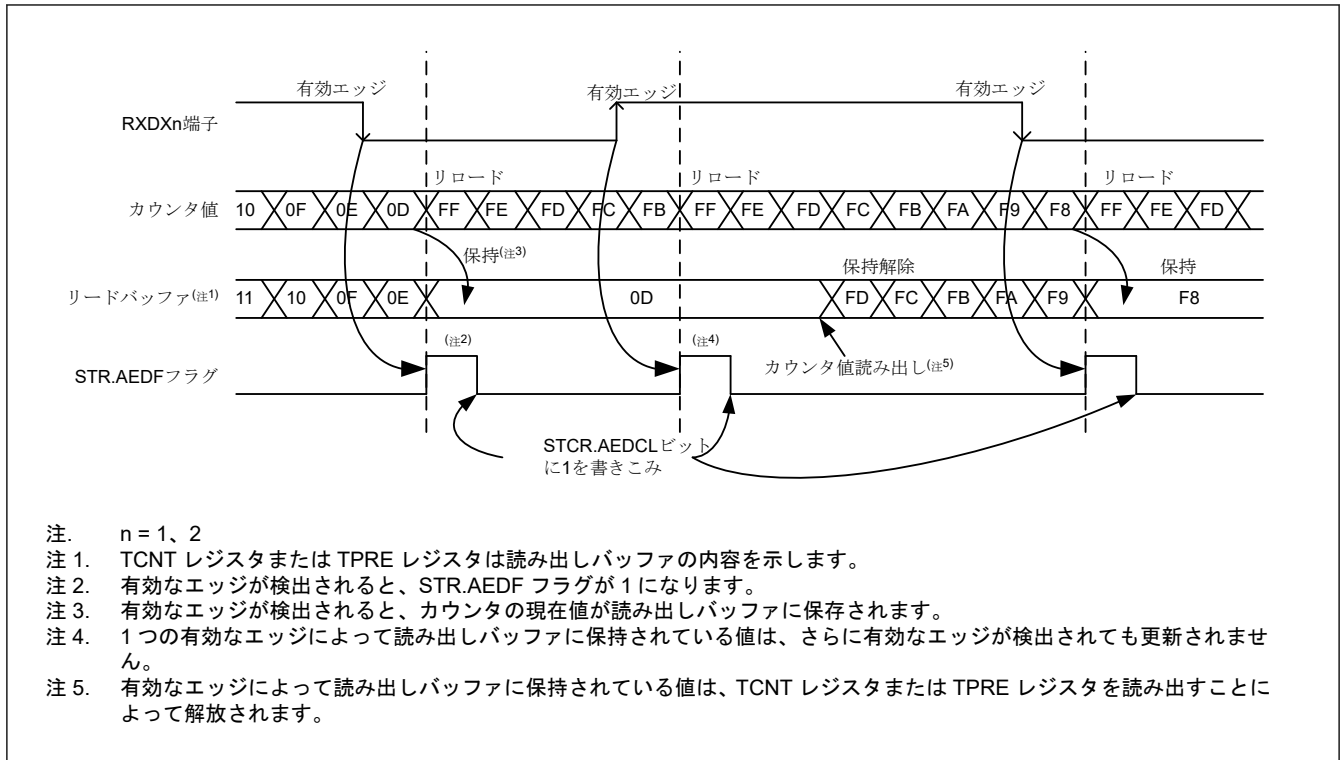 有効エッジ 有効エッジ 有効エッジ
RXDXn端子
リロード リロード リロード
カウンタ値 10 0F 0E 0D FF FE FD FC FB FF FE FD FC FB FA F9 F8 FF FE FD
保持(注3) 保持解除 保持
リードバッファ(注1) 11 10 0F 0E 0D FD FC FB FA F9 F8
(注2) (注4)
カウンタ値読み出し(注5)
STR.AEDFフラグ
STCR.AEDCLビット
に1を書きこみ
注. n = 1、2
注 1. TCNT レジスタまたは TPRE レジスタは読み出しバッファの内容を示します。
注 2. 有効なエッジが検出されると、STR.AEDF フラグが 1 になります。
注 3. 有効なエッジが検出されると、カウンタの現在値が読み出しバッファに保存されます。
注 4. 1 つの有効なエッジによって読み出しバッファに保持されている値は、さらに有効なエッジが検出されても更新されませ
ん。
注 5. 有効なエッジによって読み出しバッファに保持されている値は、TCNT レジスタまたは TPRE レジスタを読み出すことに
よって解放されます。